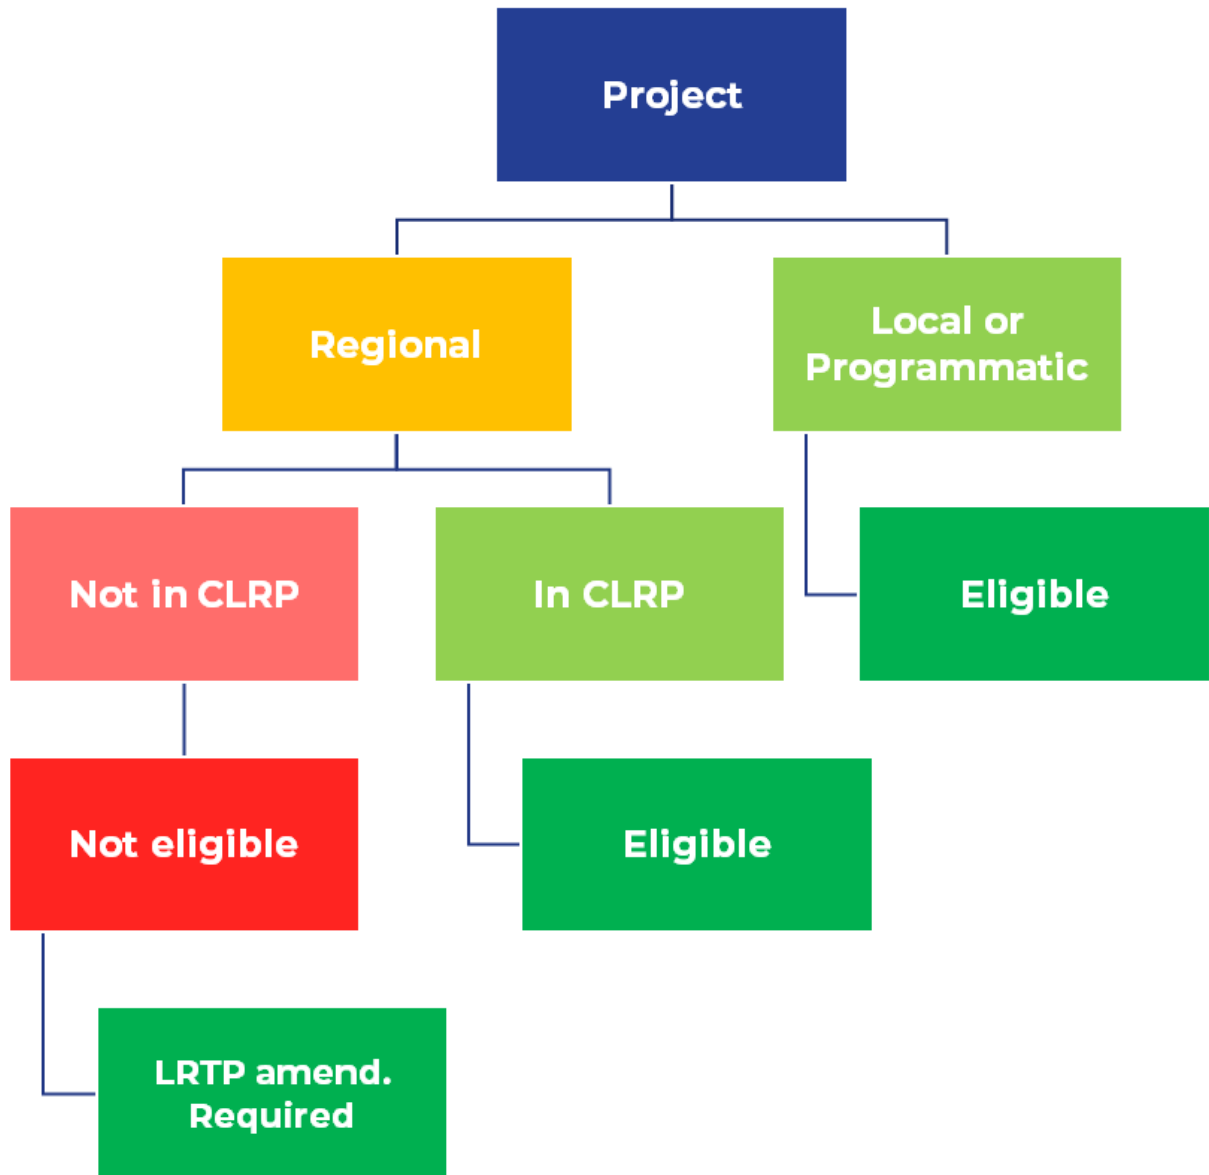 Project
Regional
Local or
Programmatic
Not in CLRP
In CLRP
Eligible
Not eligible
Eligible
LRTP amend.
Required